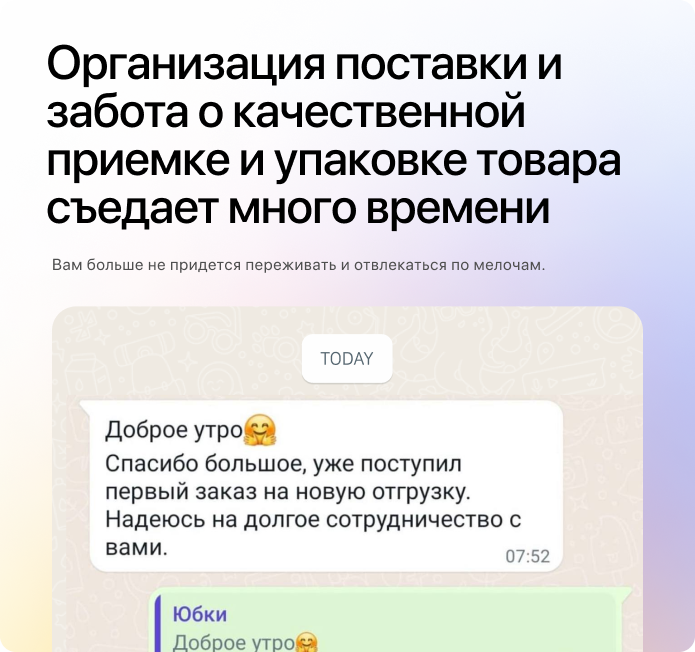 Организация поставки и
забота о качественной
приемке и упаковке товара
съедает много времени
Вам больше не придется переживать и отвлекаться по мелочам.
TODAY
Доброе утро🤗
Спасибо большое, уже поступил
первый заказ на новую отгрузку.
Надеюсь на долгое сотрудничество с
вами.
07:52
Юбки
Доброе утро🤗